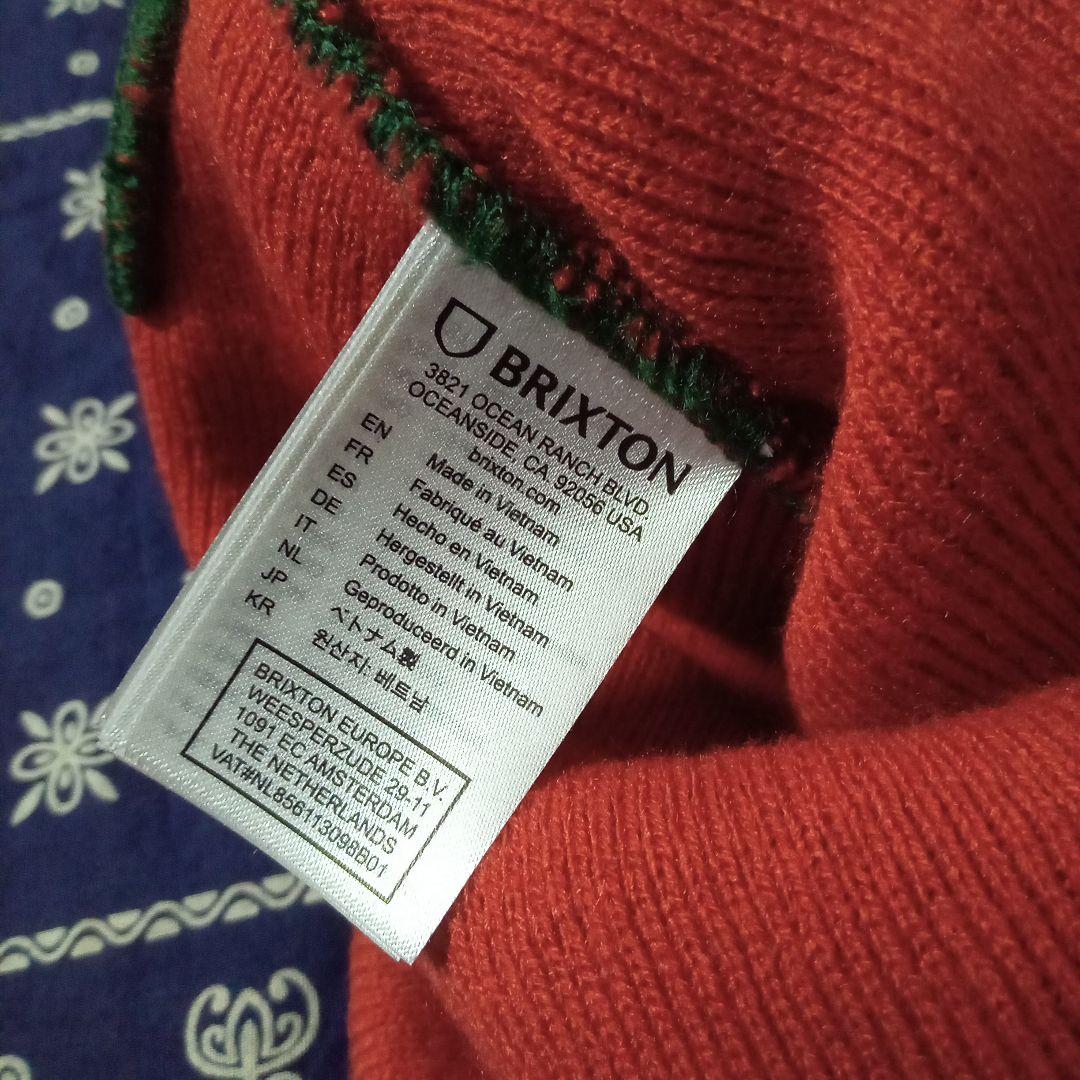 BRIXTON
3821 OCEAN RANCH BLVD.
OCEANSIDE, CA. 92056 USA
brixton.com
EN Made in Vietnam
FR Fabriqué au Vietnam
ES Hecho en Vietnam
DE Hergestellt in Vietnam
IT Prodotto in Vietnam
NL Geproduceerd in Vietnam
JP ベトナム製
KR 원산지: 베트남
BRIXTON EUROPE B.V.
WEESPERZUDE 29-11
1091 EC AMSTERDAM
THE NETHERLANDS
VAT#NL856113098B01